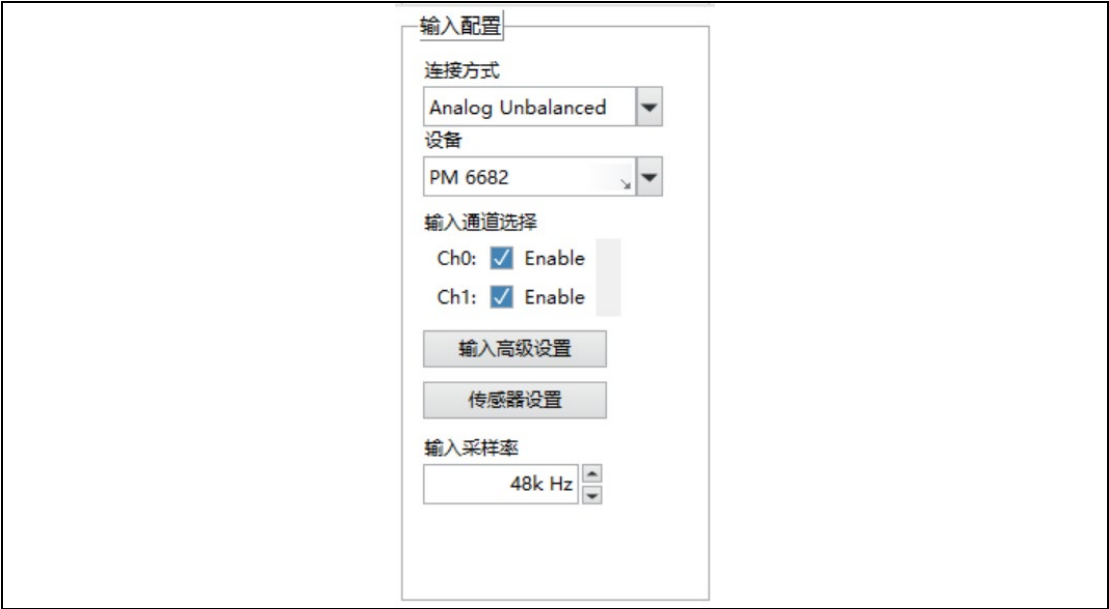 输入配置
连接方式
Analog Unbalanced
设备
PM 6682
输入通道选择
Ch0: Enable
Ch1: Enable
输入高级设置
传感器设置
输入采样率
48k Hz